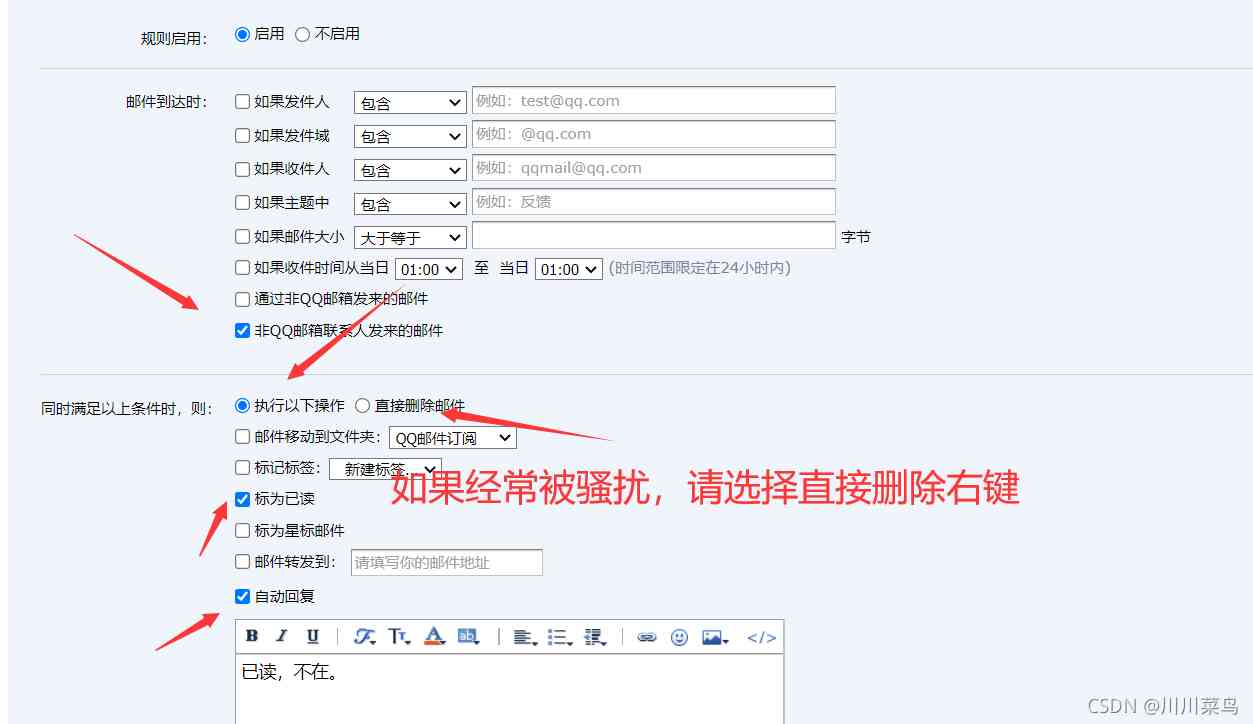 规则启用： 启用 不启用
邮件到达时： 如果发件人 包含 例如：test@qq.com
如果发件域 包含 例如：@qq.com
如果收件人 包含 例如：qqmail@qq.com
如果主题中 包含 例如：反馈
如果邮件大小 大于等于 字节
如果收件时间从当日 01:00 至 当日 01:00 (时间范围限定在24小时内)
通过非QQ邮箱发来的邮件
非QQ邮箱联系人发来的邮件
同时满足以上条件时，则： 执行以下操作 直接删除邮件
邮件移动到文件夹： QQ邮件订阅
标记标签： 新建标签...
如果经常被骚扰，请选择直接删除右键
标为已读
标为星标邮件
邮件转发到： 请填写你的邮件地址
自动回复
B I U
已读，不在。
CSDN @川川菜鸟